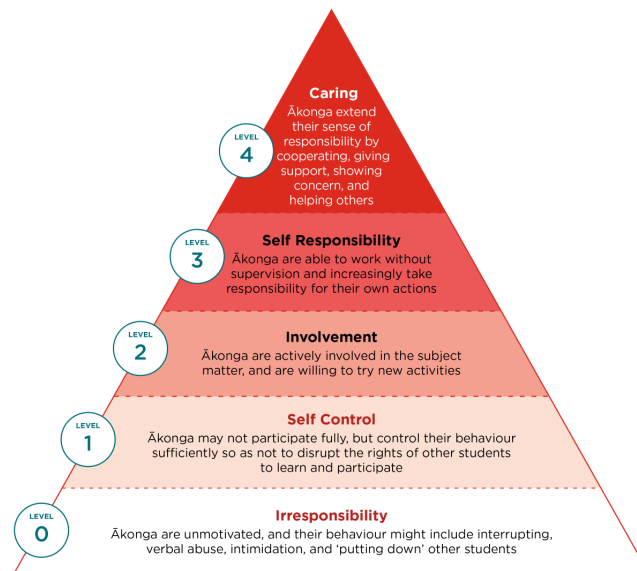 Caring
Ākonga extend
their sense of
responsibility by
cooperating, giving
support, showing
concern, and
helping others
LEVEL
4
Self Responsibility
Ākonga are able to work without
supervision and increasingly take
responsibility for their own actions
LEVEL
3
Involvement
Ākonga are actively involved in the subject
matter, and are willing to try new activities
LEVEL
2
Self Control
Ākonga may not participate fully, but control their behaviour
sufficiently so as not to disrupt the rights of other students
to learn and participate
LEVEL
1
Irresponsibility
Ākonga are unmotivated, and their behaviour might include interrupting,
verbal abuse, intimidation, and ‘putting down’ other students
LEVEL
0